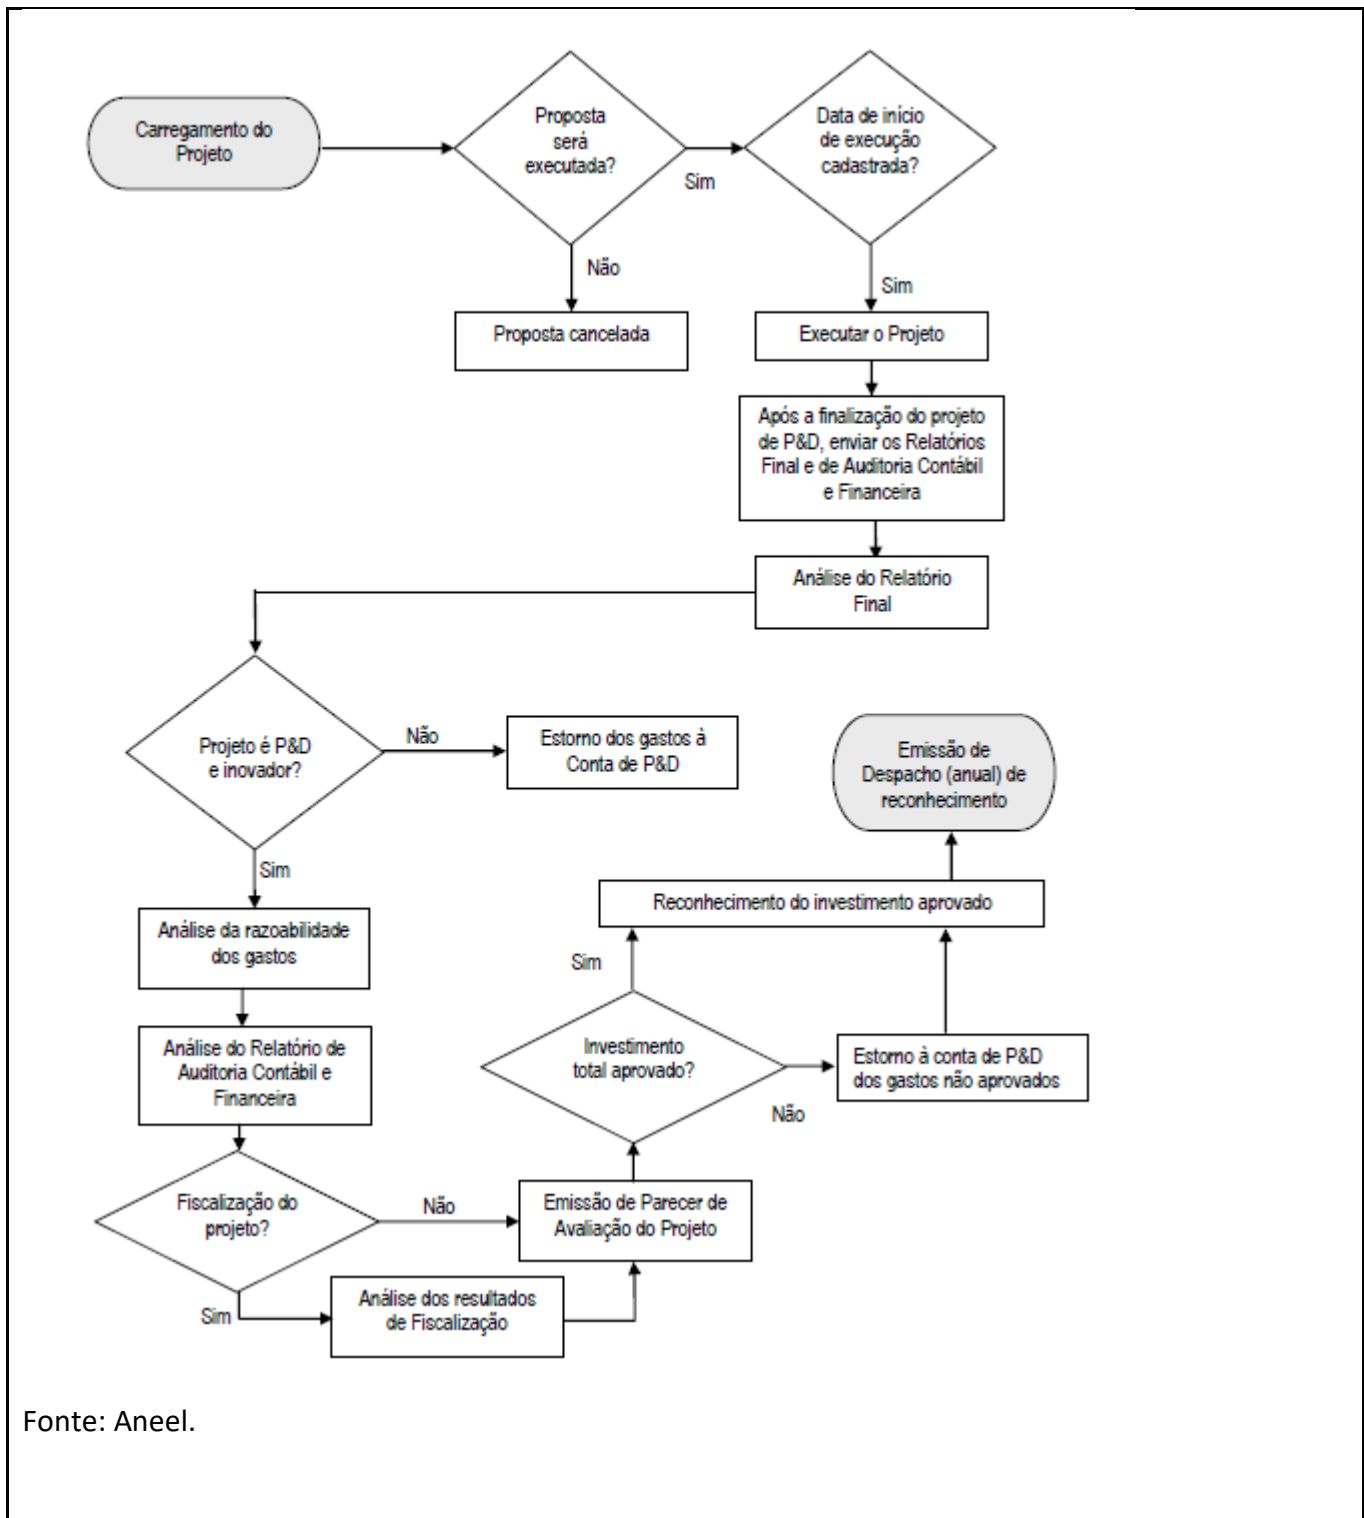 Carregamento do
Projeto
Proposta
será
executada?
Sim
Data de início
de execução
cadastrada?
Não
Sim
Proposta cancelada
Executar o Projeto
Após a finalização do projeto
de P&D, enviar os Relatórios
Final e de Auditoria Contábil
e Financeira
Análise do Relatório
Final
Projeto é P&D
e inovador?
Não
Estorno dos gastos à
Conta de P&D
Emissão de
Despacho (anual) de
reconhecimento
Sim
Reconhecimento do investimento aprovado
Análise da razoabilidade
dos gastos
Sim
Análise do Relatório de
Auditoria Contábil e
Financeira
Investimento
total aprovado?
Não
Estorno à conta de P&D
dos gastos não aprovados
Fiscalização do
projeto?
Não
Emissão de Parecer de
Avaliação do Projeto
Sim
Análise dos resultados
de Fiscalização
Fonte: Aneel.